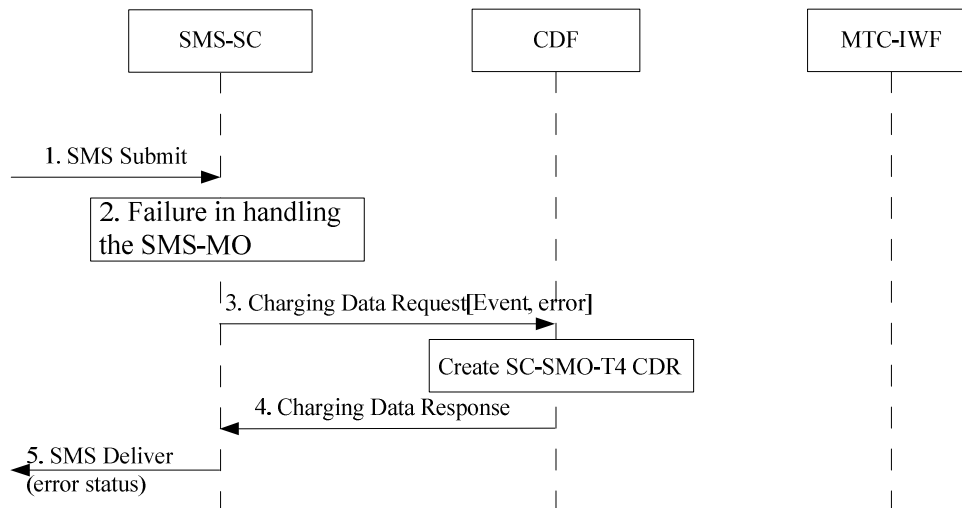 SMS-SC
CDF
MTC-IWF
1. SMS Submit
2. Failure in handling
the SMS-MO
3. Charging Data Request[Event, error]
Create SC-SMO-T4 CDR
4. Charging Data Response
5. SMS Deliver
(error status)